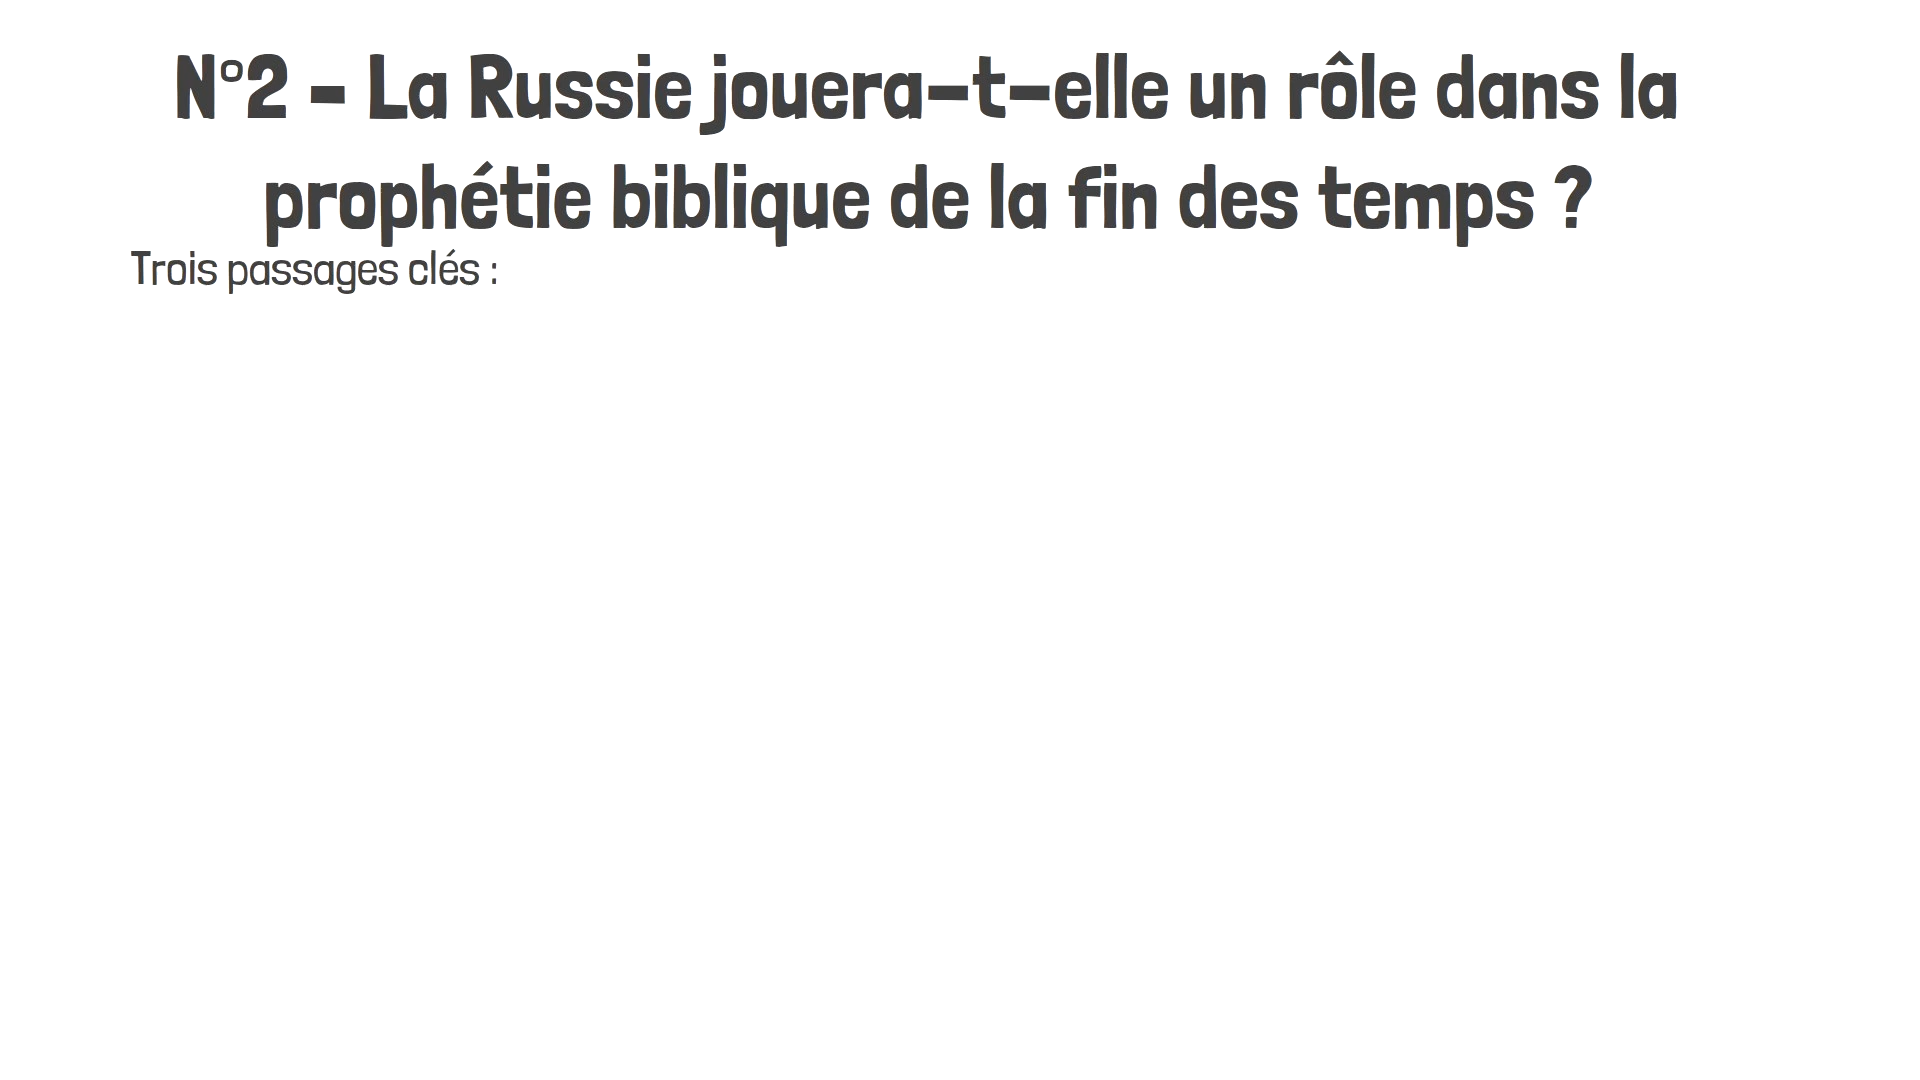 N°2 - La Russie jouera-t-elle un rôle dans la
prophétie biblique de la fin des temps ?
Trois passages clés :